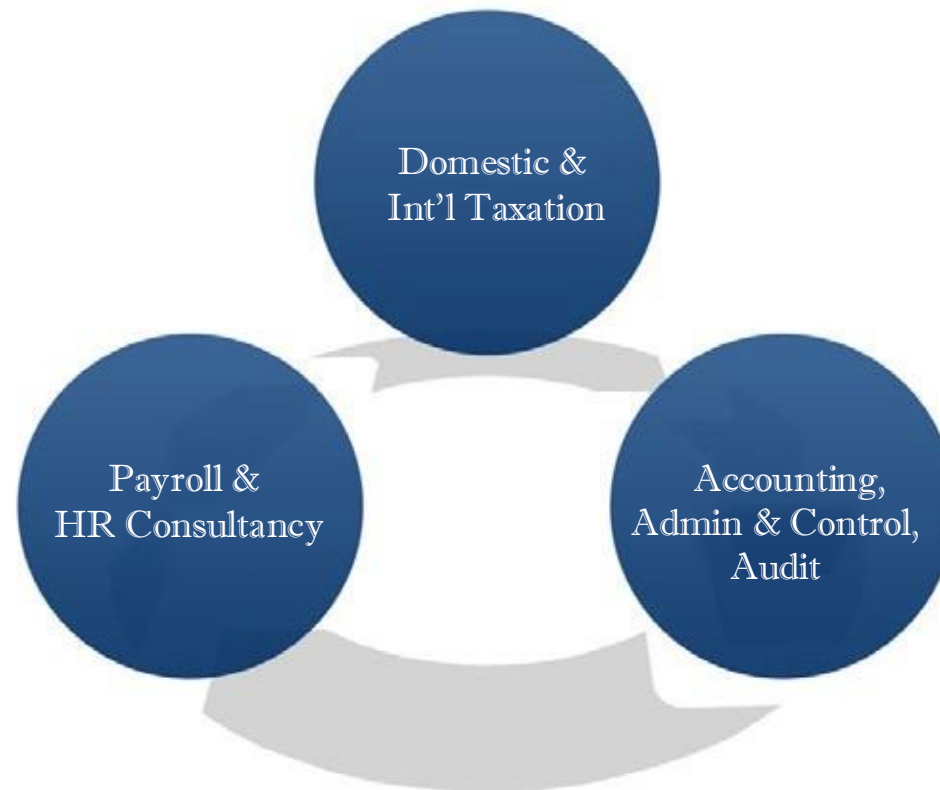 Domestic &
Int'l Taxation
Payroll &
HR Consultancy
Accounting,
Admin & Control,
Audit